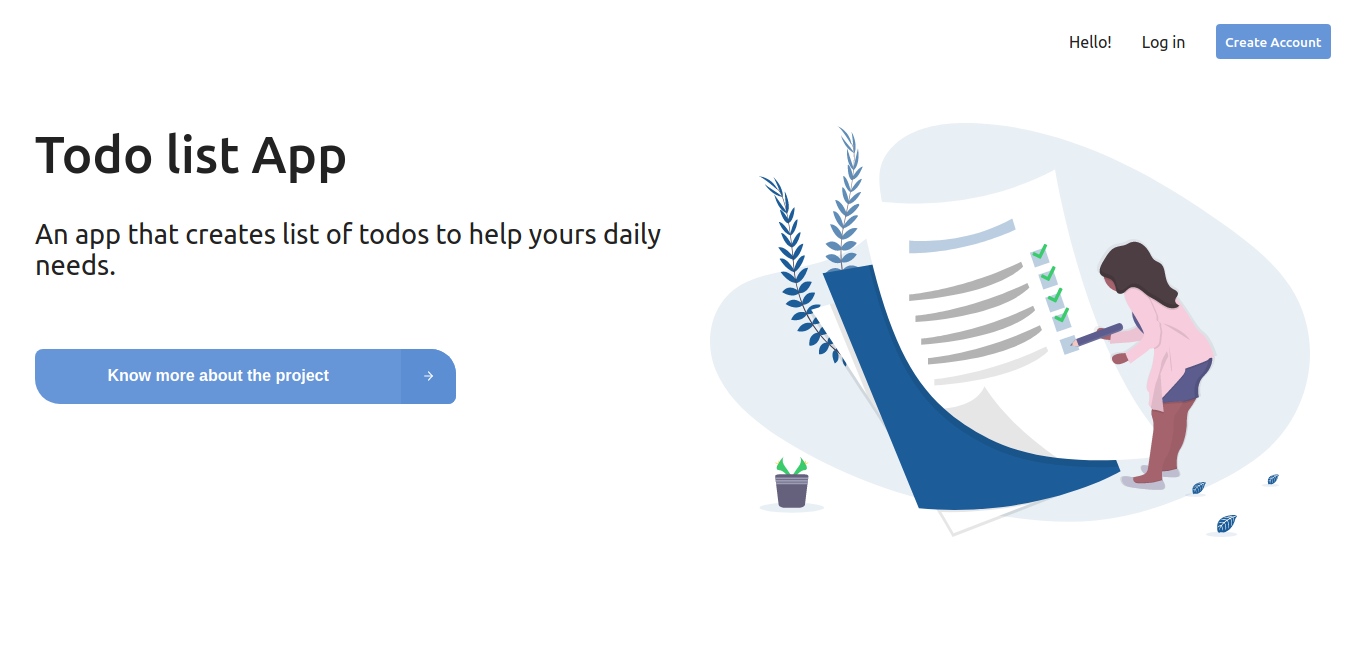 Hello! Log in Create Account
Todo list App
An app that creates list of todos to help yours daily
needs.
Know more about the project